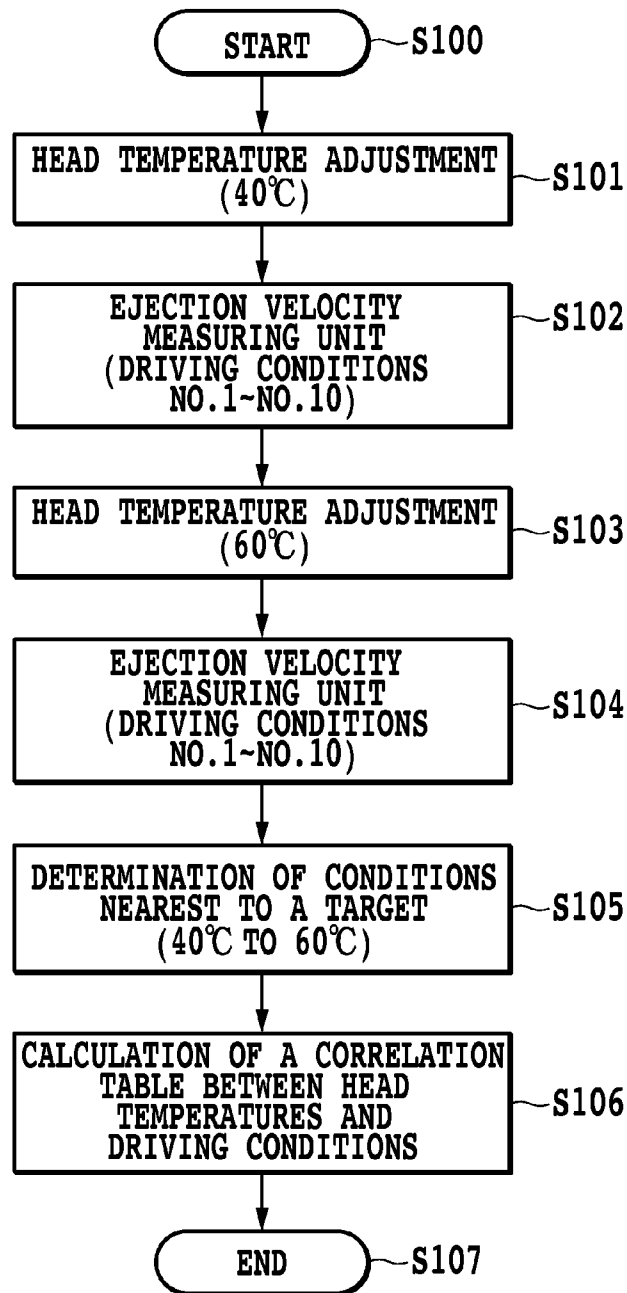 START
S100
HEAD TEMPERATURE ADJUSTMENT
(40℃)
S101
EJECTION VELOCITY
MEASURING UNIT
(DRIVING CONDITIONS
NO.1~NO.10)
S102
HEAD TEMPERATURE ADJUSTMENT
(60℃)
S103
EJECTION VELOCITY
MEASURING UNIT
(DRIVING CONDITIONS
NO.1~NO.10)
S104
DETERMINATION OF CONDITIONS
NEAREST TO A TARGET
(40℃ TO 60℃)
S105
CALCULATION OF A CORRELATION
TABLE BETWEEN HEAD
TEMPERATURES AND
DRIVING CONDITIONS
S106
END
S107